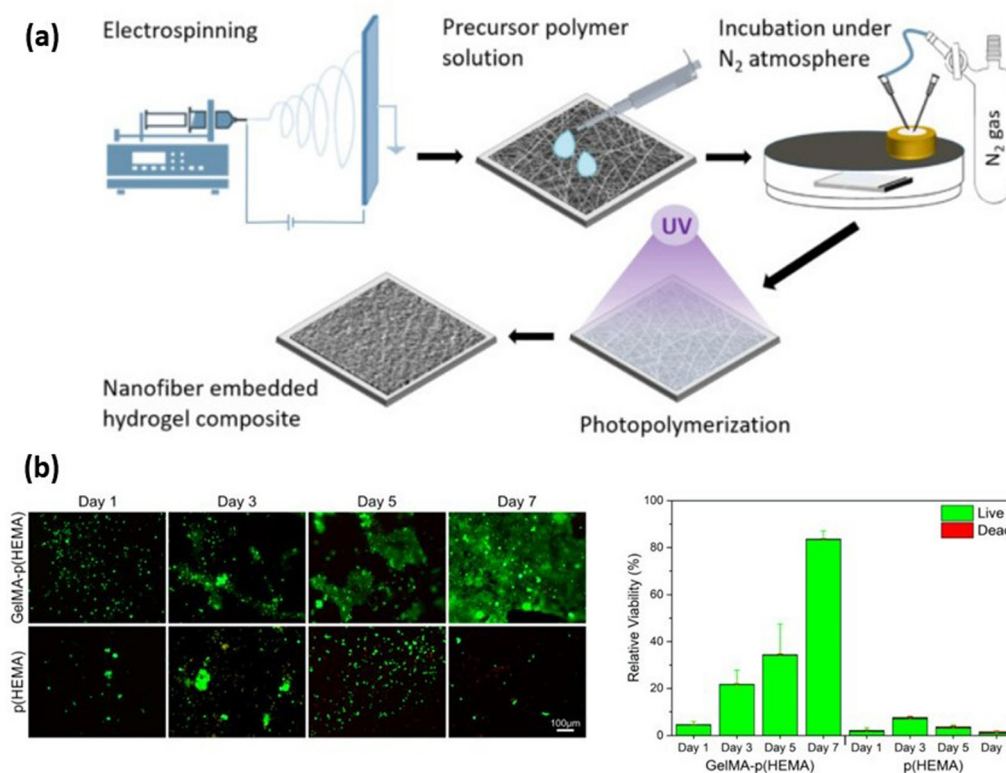 (a)
Electrospinning
Precursor polymer
solution
Incubation under
N₂ atmosphere
N₂ gas
UV
Nanofiber embedded
hydrogel composite
Photopolymerization
(b)
Day 1 Day 3 Day 5 Day 7
GelMA-p(HEMA)
p(HEMA)
100µm
Relative Viability (%)
100
80
60
40
20
0
Live
Dead
Day 1 Day 3 Day 5 Day 7 Day 1 Day 3 Day 5 Day
GelMA-p(HEMA) p(HEMA)